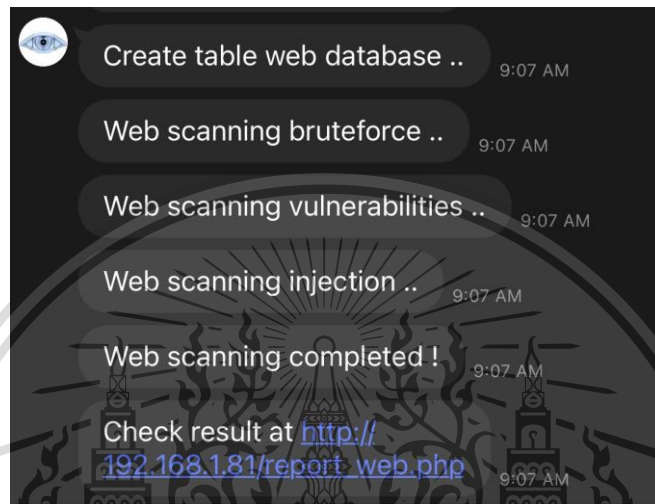 Create table web database ..
9:07 AM
Web scanning bruteforce ..
9:07 AM
Web scanning vulnerabilities ..
9:07 AM
Web scanning injection ..
9:07 AM
Web scanning completed !
9:07 AM
Check result at http://
192.168.1.81/report_web.php
9:07 AM